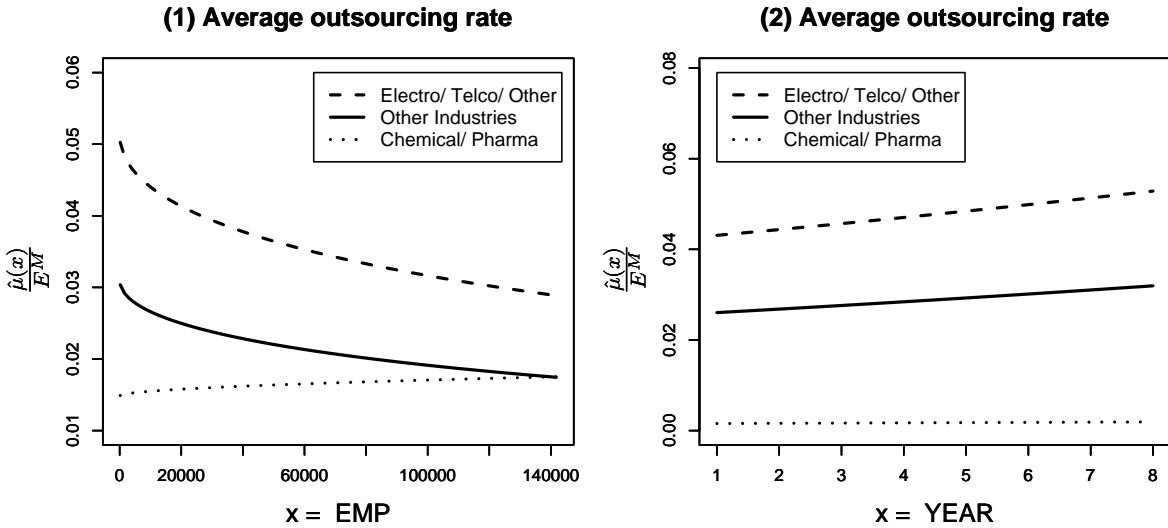 (1) Average outsourcing rate
0.06
0.05
0.04
0.03
0.02
0.01
μ̂(x)
E^M
Electro/ Telco/ Other
Other Industries
Chemical/ Pharma
0 20000 60000 100000 140000
x = EMP
(2) Average outsourcing rate
0.08
0.06
0.04
0.02
0.00
μ̂(x)
E^M
Electro/ Telco/ Other
Other Industries
Chemical/ Pharma
1 2 3 4 5 6 7 8
x = YEAR